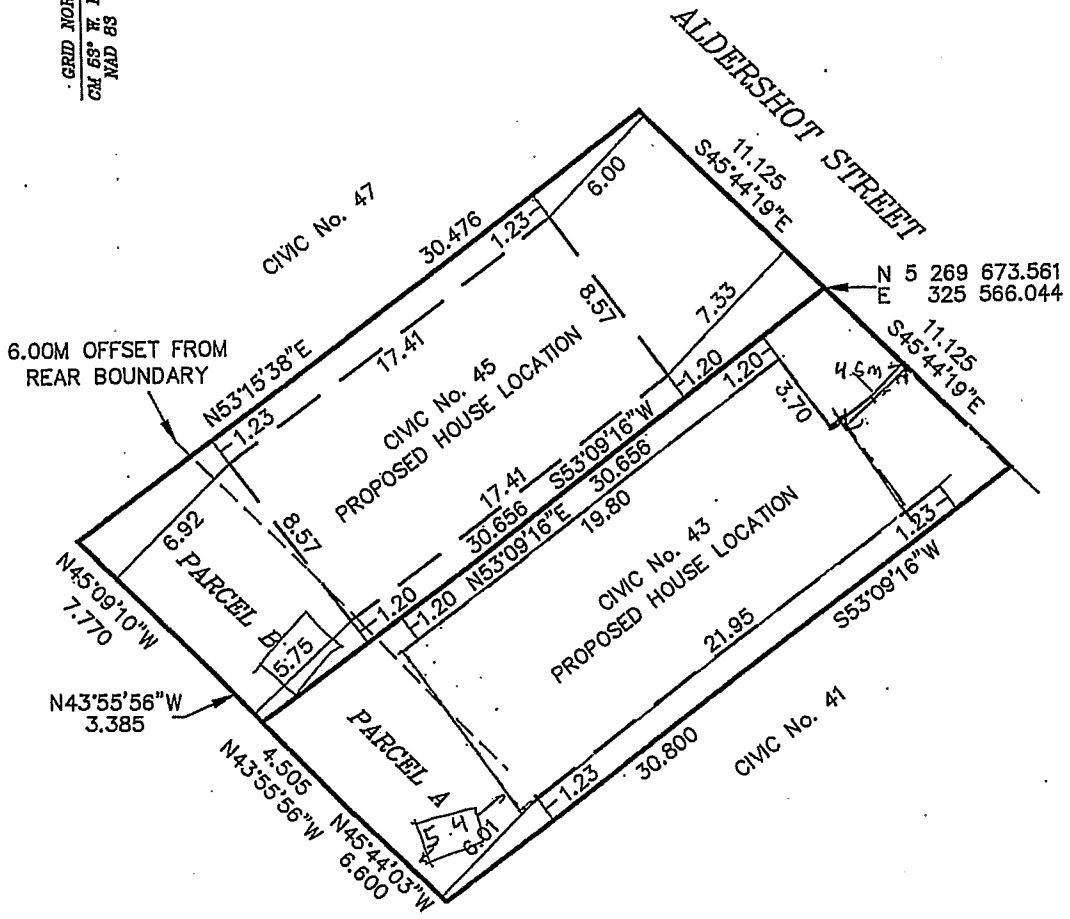 GRID NOR
CM 53° W.
NAD 83
ALDERSHOT STREET
11.125
S45°44'19"E
CIVIC No. 47
30.476
1.23
6.00
N 5 269 673.561
E 325 566.044
8.57
7.33
11.125
S45°44'19"E
6.00M OFFSET FROM
REAR BOUNDARY
N53°15'38"E
17.41
1.20
1.20
4.5m
3.70
1.23
CIVIC No. 45
PROPOSED HOUSE LOCATION
17.41
30.656 S53°09'16"W
N53°09'16"E 30.656
19.80
6.92
8.57
PARCEL B
CIVIC No. 43
PROPOSED HOUSE LOCATION
1.23
S53°09'16"W
N45°09'10"W
7.770
1.20
1.20
5.75
21.95
N43°55'56"W
3.385
PARCEL A
30.800
CIVIC No. 41
4.505
N43°55'56"W
1.23
5.4
6.01
N45°44'03"W
6.600